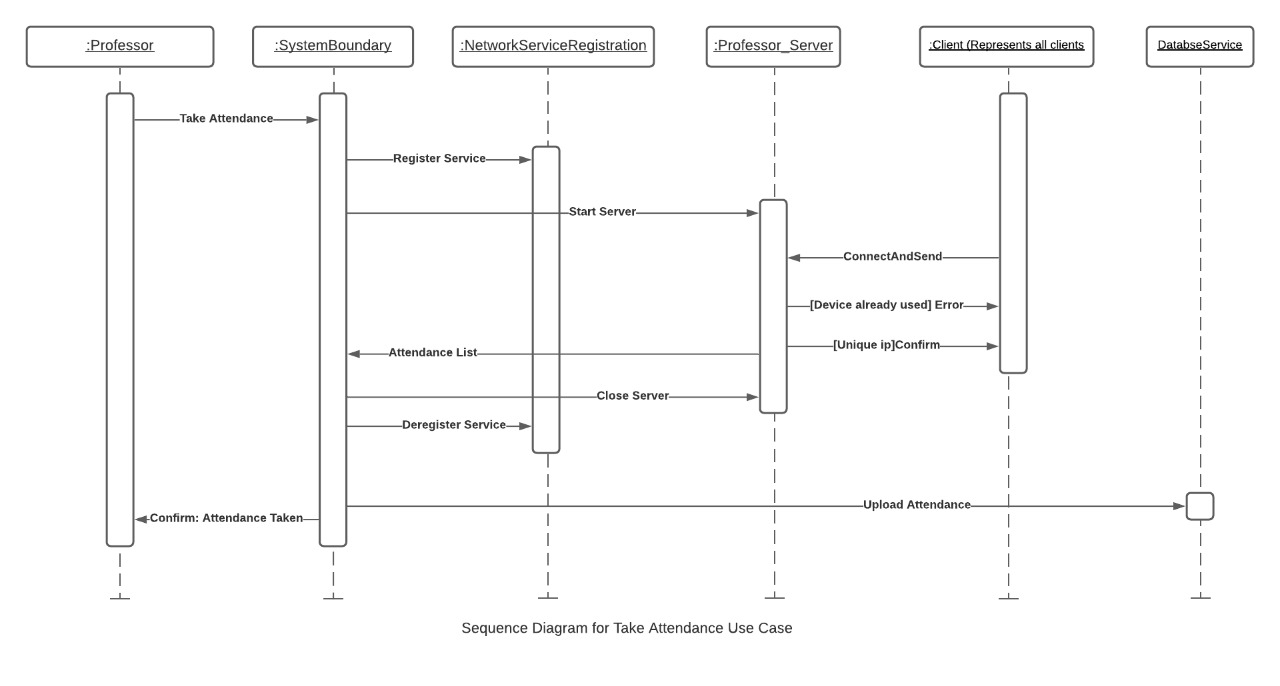 :Professor
:SystemBoundary
:NetworkServiceRegistration
:Professor_Server
:Client (Represents all clients
DatabseService
Take Attendance
Register Service
Start Server
ConnectAndSend
[Device already used] Error
[Unique ip]Confirm
Attendance List
Close Server
Deregister Service
Upload Attendance
Confirm: Attendance Taken
Sequence Diagram for Take Attendance Use Case